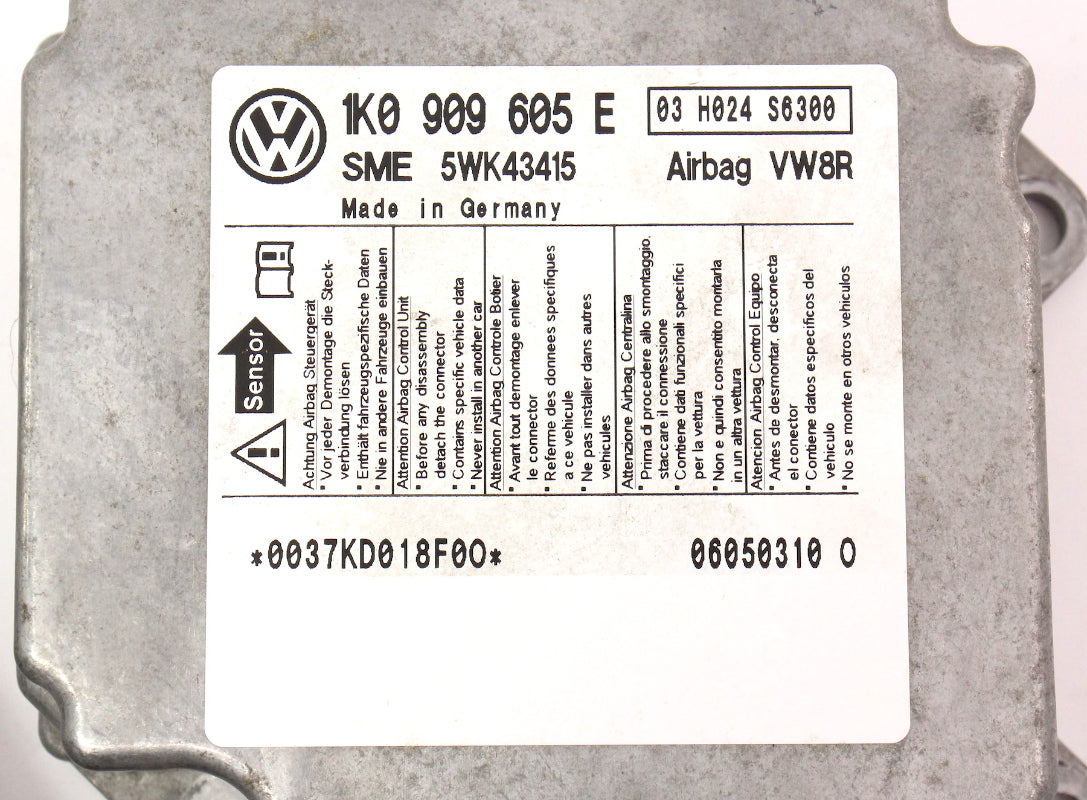 1K0 909 605 E
03 H024 S6300
SME 5WK43415
Airbag VW8R
Made in Germany
Sensor
Achtung Airbag Steuergerät
▪ Vor jeder Demontage die Steck-
verbindung lösen
▪ Enthält fahrzeugspezifische Daten
▪ Nie in andere Fahrzeuge einbauen
Attention Airbag Control Unit
▪ Before any disassembly
detach the connector
▪ Contains specific vehicle data
▪ Never install in another car
Attention Airbag Controle Botier
▪ Avant tout demontage enlever
le connector
▪ Referme des donnees specifiques
a ce vehicule
▪ Ne pas installer dans autres
vehicules
Attenzione Airbag Centralina
▪ Prima di procedere allo smontaggio.
staccare il connessione
▪ Contiene dati funzionali specifici
per la vettura
▪ Non e quindi consentito montarla
in un altra vettura
Atencion Airbag Control Equipo
▪ Antes de desmontar. desconecta
el conector
▪ Contiene datos especificos del
vehiculo
▪ No se monte en otros vehiculos
*0037KD018F00*
06050310 0